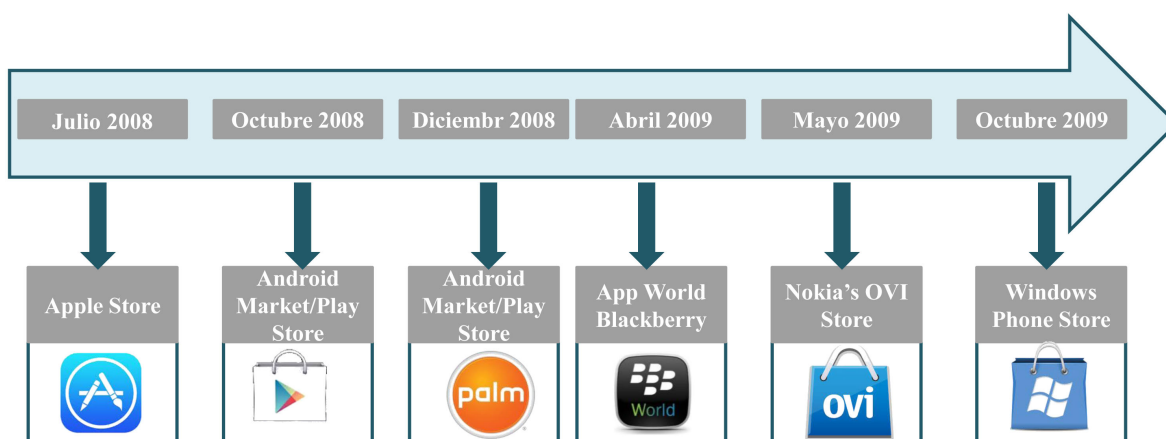 Julio 2008
Octubre 2008
Diciembr 2008
Abril 2009
Mayo 2009
Octubre 2009
Apple Store
Android
Market/Play
Store
Android
Market/Play
Store
App World
Blackberry
Nokia's OVI
Store
Windows
Phone Store
palm
World
ovi